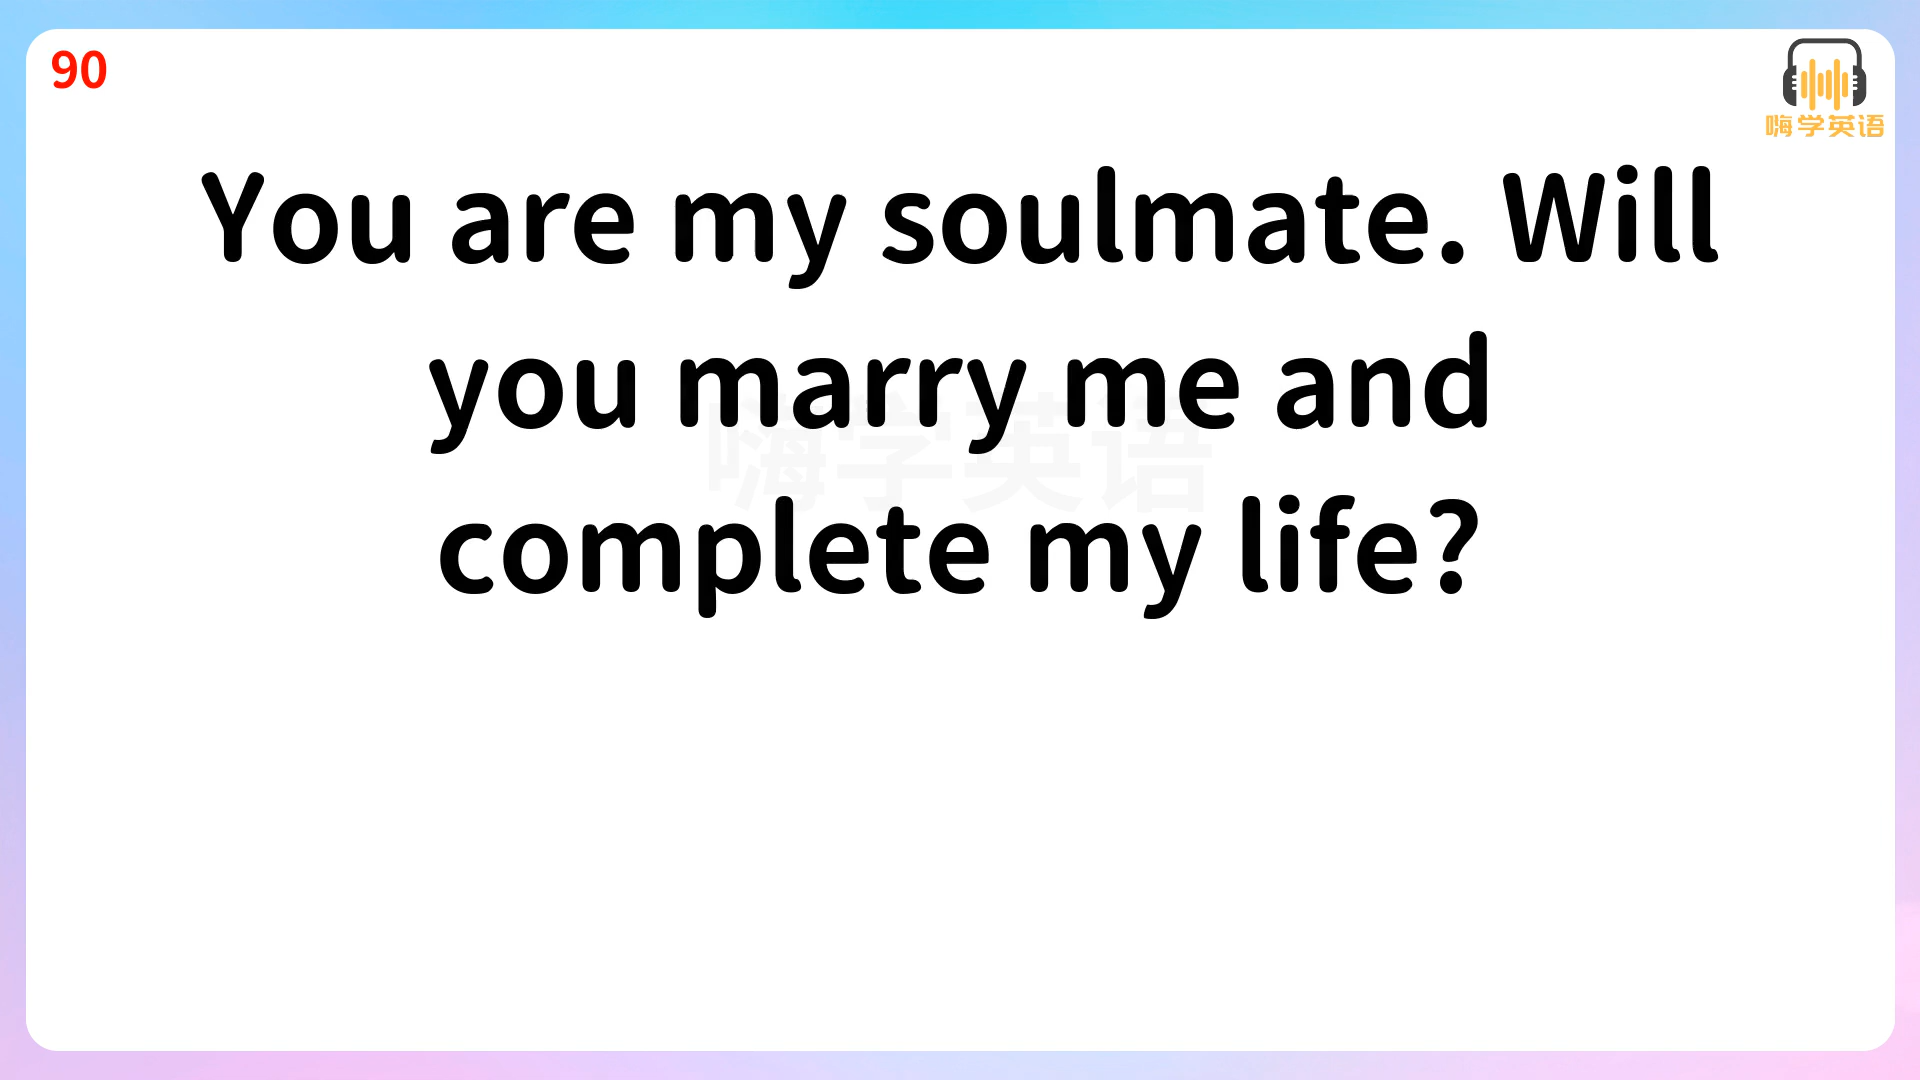 90
嗨学英语
You are my soulmate. Will
you marry me and
嗨学英语
complete my life?